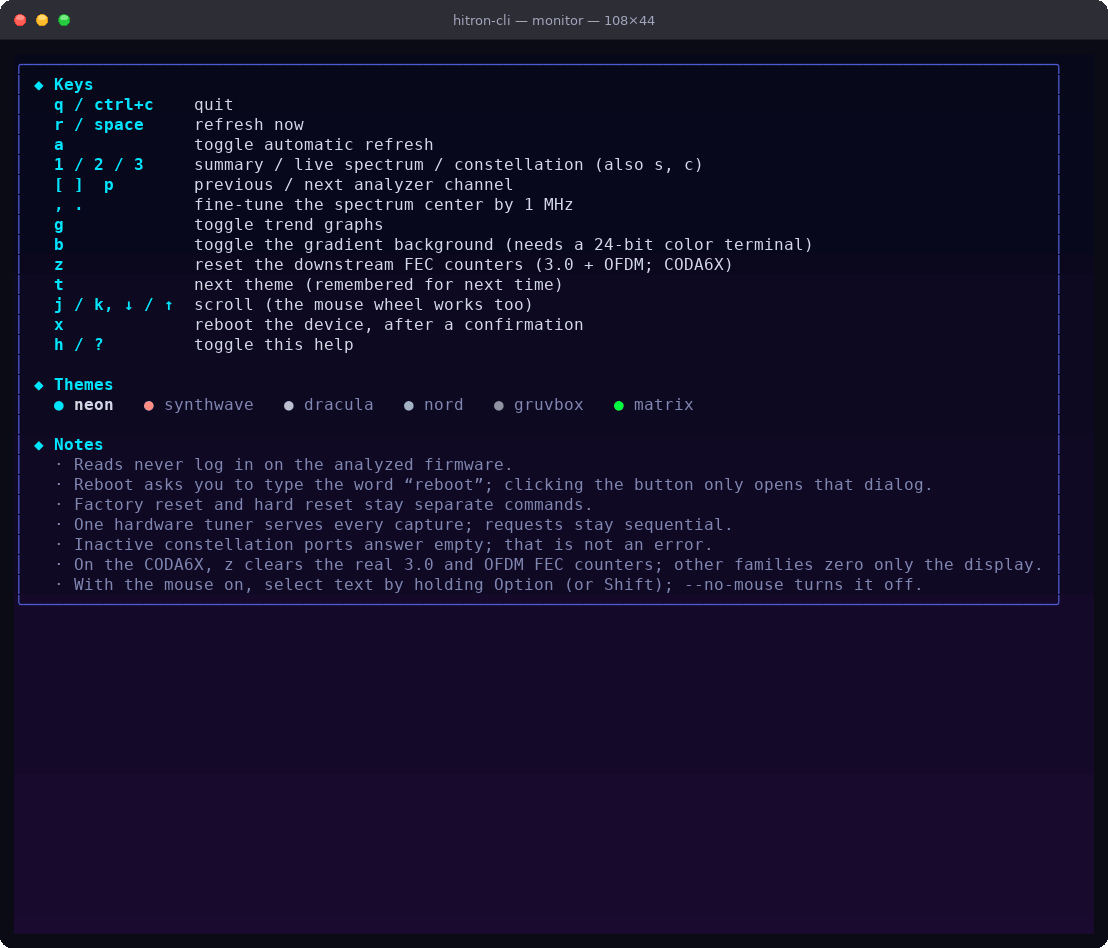 hitron-cli — monitor — 108×44
◆ Keys
q / ctrl+c quit
r / space refresh now
a toggle automatic refresh
1 / 2 / 3 summary / live spectrum / constellation (also s, c)
[ ] p previous / next analyzer channel
, . fine-tune the spectrum center by 1 MHz
g toggle trend graphs
b toggle the gradient background (needs a 24-bit color terminal)
z reset the downstream FEC counters (3.0 + OFDM; CODA6X)
t next theme (remembered for next time)
j / k, ↓ / ↑ scroll (the mouse wheel works too)
x reboot the device, after a confirmation
h / ? toggle this help
◆ Themes
● neon ● synthwave ● dracula ● nord ● gruvbox ● matrix
◆ Notes
· Reads never log in on the analyzed firmware.
· Reboot asks you to type the word “reboot”; clicking the button only opens that dialog.
· Factory reset and hard reset stay separate commands.
· One hardware tuner serves every capture; requests stay sequential.
· Inactive constellation ports answer empty; that is not an error.
· On the CODA6X, z clears the real 3.0 and OFDM FEC counters; other families zero only the display.
· With the mouse on, select text by holding Option (or Shift); --no-mouse turns it off.